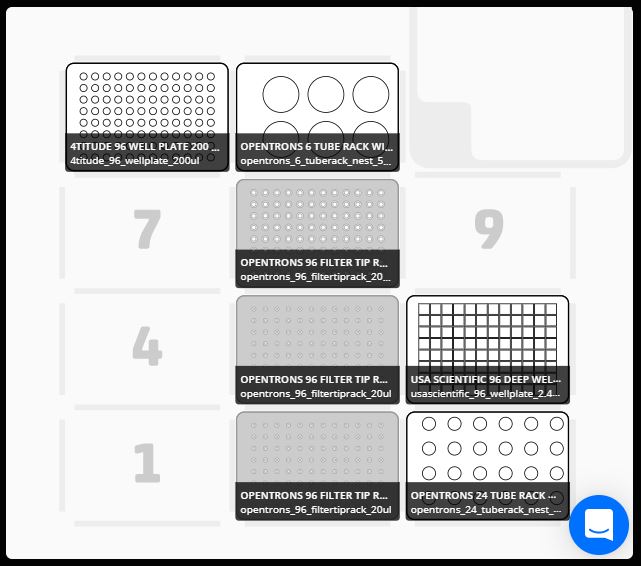 4TITUDE 96 WELL PLATE 200 ...
4titude_96_wellplate_200ul
OPENTRONS 6 TUBE RACK WI...
opentrons_6_tuberack_nest_5...
7
OPENTRONS 96 FILTER TIP R...
opentrons_96_filtertiprack_20...
9
4
OPENTRONS 96 FILTER TIP R...
opentrons_96_filtertiprack_20ul
USA SCIENTIFIC 96 DEEP WEL...
usascientific_96_wellplate_2.4...
1
OPENTRONS 96 FILTER TIP R...
opentrons_96_filtertiprack_20ul
OPENTRONS 24 TUBE RACK ...
opentrons_24_tuberack_nest_...